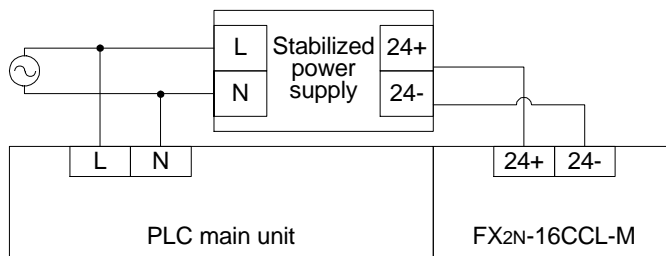 L
Stabilized
power
supply
24+
N
24-
L
N
24+
24-
PLC main unit
FX2N-16CCL-M